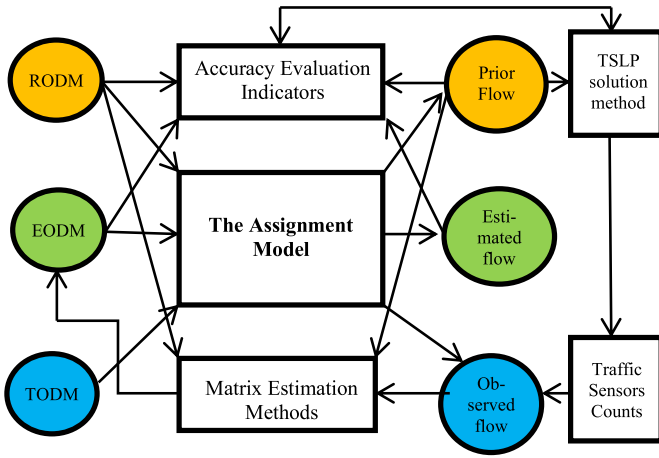 RODM
Accuracy Evaluation
Indicators
Prior
Flow
TSLP
solution
method
EODM
The Assignment
Model
Esti-
mated
flow
TODM
Matrix Estimation
Methods
Ob-
served
flow
Traffic
Sensors
Counts